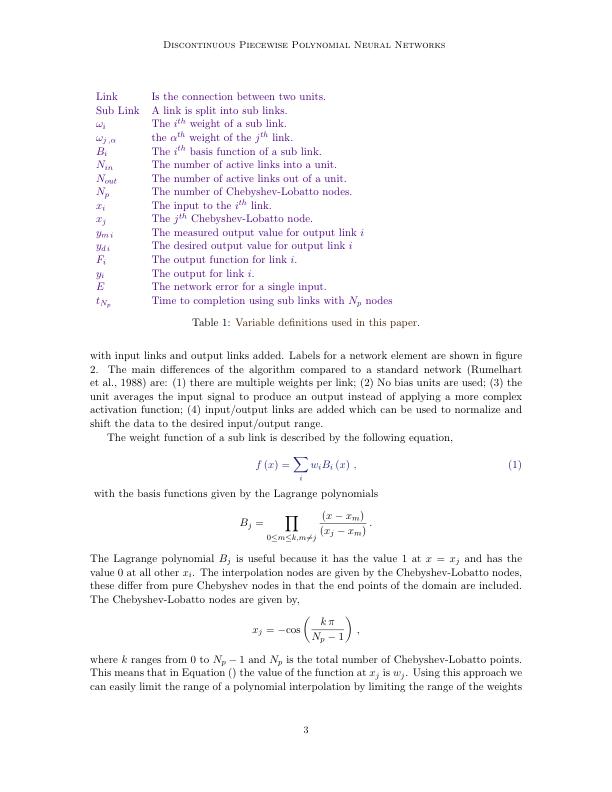 Discontinuous Piecewise Polynomial Neural Networks
Link Is the connection between two units.
Sub Link A link is split into sub links.
ω_i The i^{th} weight of a sub link.
ω_{j,α} the α^{th} weight of the j^{th} link.
B_i The i^{th} basis function of a sub link.
N_{in} The number of active links into a unit.
N_{out} The number of active links out of a unit.
N_p The number of Chebyshev-Lobatto nodes.
x_i The input to the i^{th} link.
x_j The j^{th} Chebyshev-Lobatto node.
y_{m i} The measured output value for output link i
y_{d i} The desired output value for output link i
F_i The output function for link i.
y_i The output for link i.
E The network error for a single input.
t_{N_p} Time to completion using sub links with N_p nodes
Table 1: Variable definitions used in this paper.
with input links and output links added. Labels for a network element are shown in figure
2. The main differences of the algorithm compared to a standard network (Rumelhart
et al., 1988) are: (1) there are multiple weights per link; (2) No bias units are used; (3) the
unit averages the input signal to produce an output instead of applying a more complex
activation function; (4) input/output links are added which can be used to normalize and
shift the data to the desired input/output range.
The weight function of a sub link is described by the following equation,
f (x) = ∑_i w_i B_i (x) , (1)
with the basis functions given by the Lagrange polynomials
B_j = ∏_{0≤m≤k,m≠j} (x − x_m)/(x_j − x_m) .
The Lagrange polynomial B_j is useful because it has the value 1 at x = x_j and has the
value 0 at all other x_i. The interpolation nodes are given by the Chebyshev-Lobatto nodes,
these differ from pure Chebyshev nodes in that the end points of the domain are included.
The Chebyshev-Lobatto nodes are given by,
x_j = −cos (k π/(N_p − 1)) ,
where k ranges from 0 to N_p − 1 and N_p is the total number of Chebyshev-Lobatto points.
This means that in Equation () the value of the function at x_j is w_j. Using this approach we
can easily limit the range of a polynomial interpolation by limiting the range of the weights
3